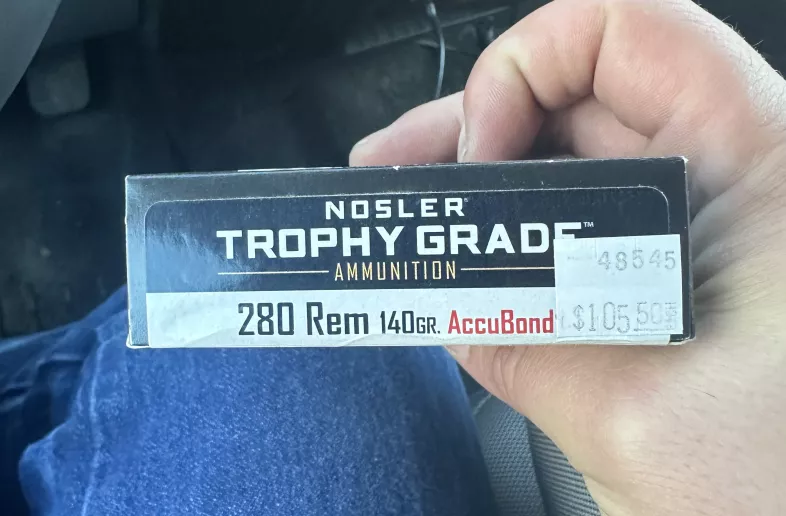 NOSLER®
TROPHY GRADE™
AMMUNITION
280 Rem 140GR. AccuBond
48545
$105.50